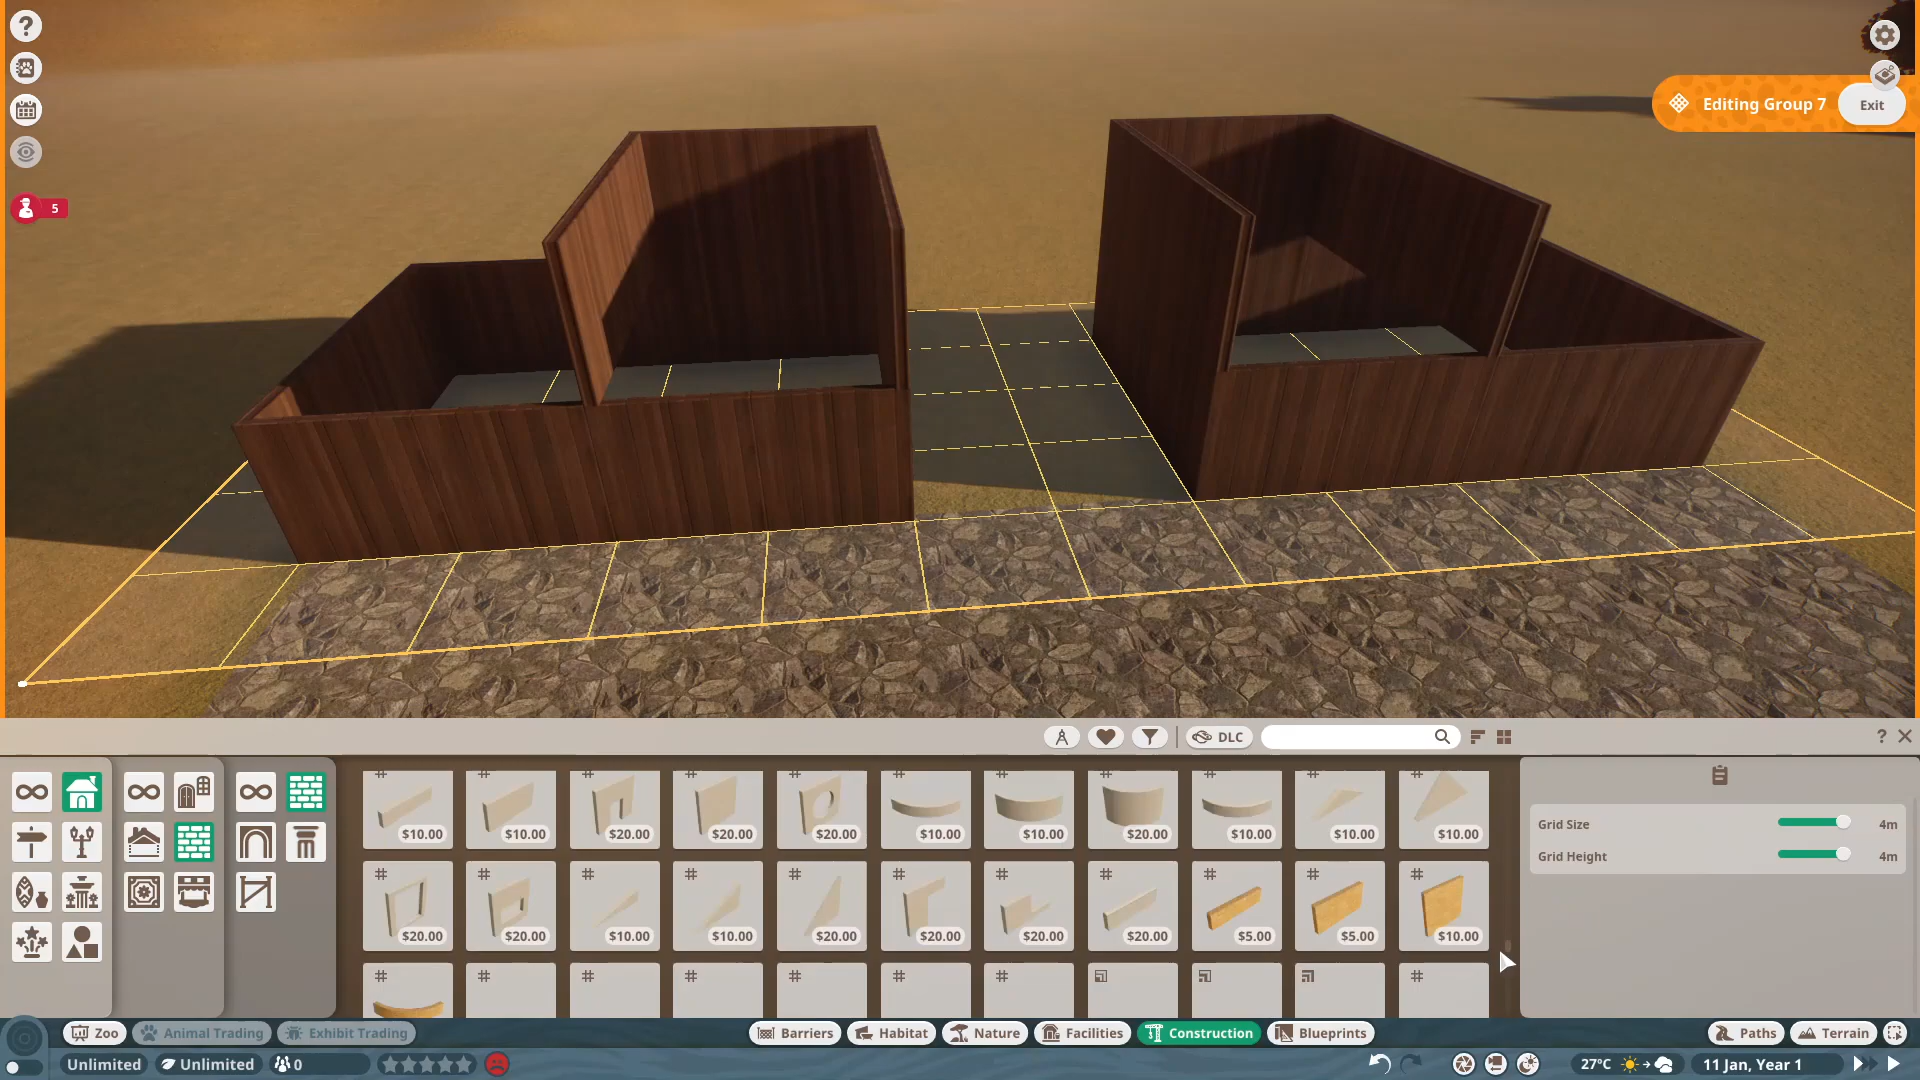 ?
Editing Group 7
Exit
5
DLC
?
$10.00 $10.00 $20.00 $20.00 $20.00 $10.00 $10.00 $20.00 $10.00 $10.00 $10.00
Grid Size 4m
Grid Height 4m
$20.00 $20.00 $10.00 $10.00 $20.00 $20.00 $20.00 $20.00 $5.00 $5.00 $10.00
Zoo Animal Trading Exhibit Trading Barriers Habitat Nature Facilities Construction Blueprints Paths Terrain
Unlimited Unlimited 0 27°C 11 Jan, Year 1